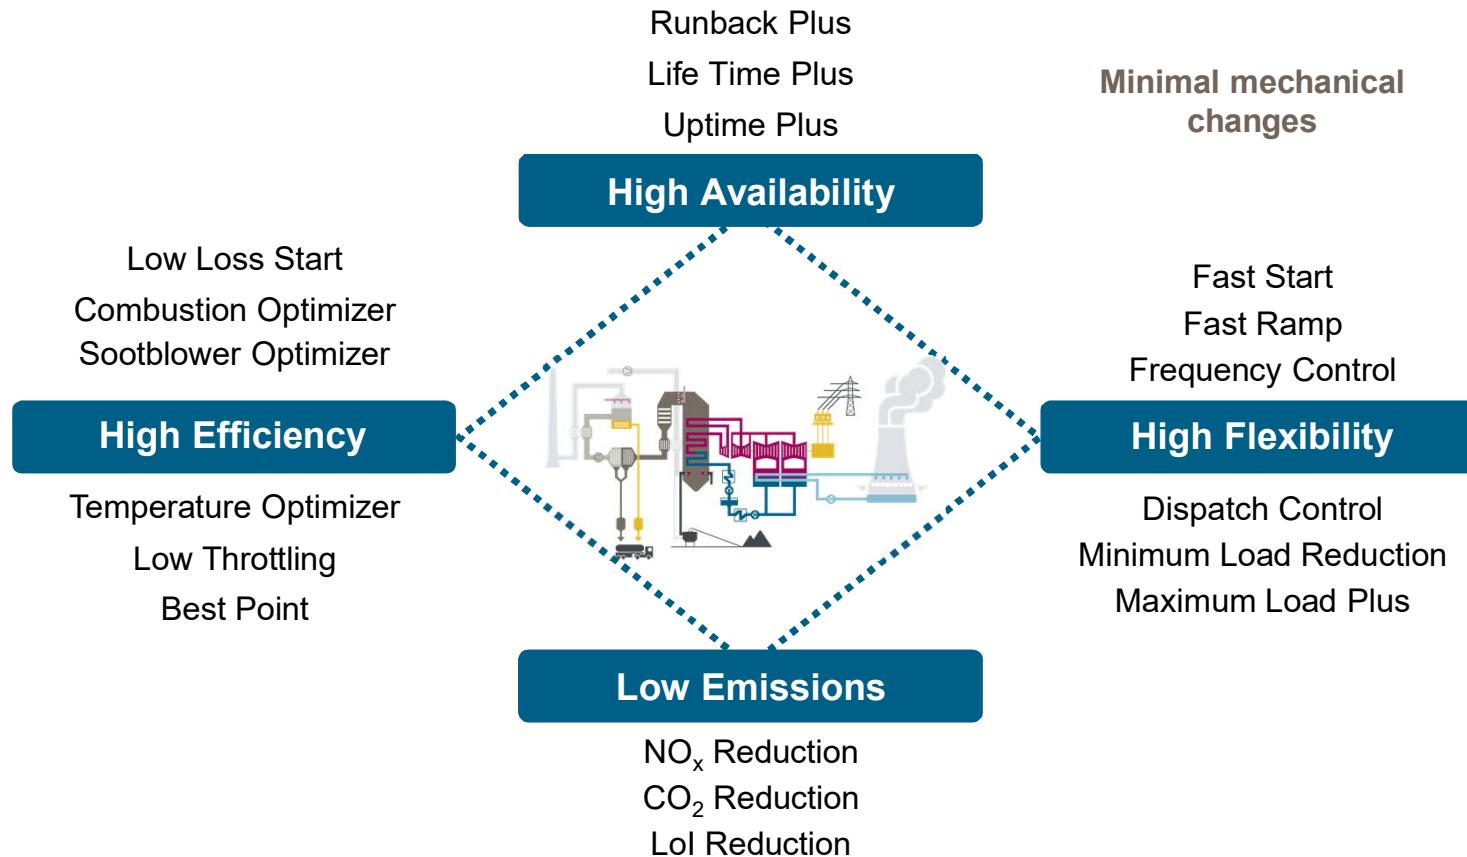 Runback Plus
Life Time Plus
Uptime Plus
Minimal mechanical
changes
High Availability
Low Loss Start
Combustion Optimizer
Sootblower Optimizer
High Efficiency
Temperature Optimizer
Low Throttling
Best Point
Fast Start
Fast Ramp
Frequency Control
High Flexibility
Dispatch Control
Minimum Load Reduction
Maximum Load Plus
Low Emissions
NOₓ Reduction
CO₂ Reduction
LoI Reduction